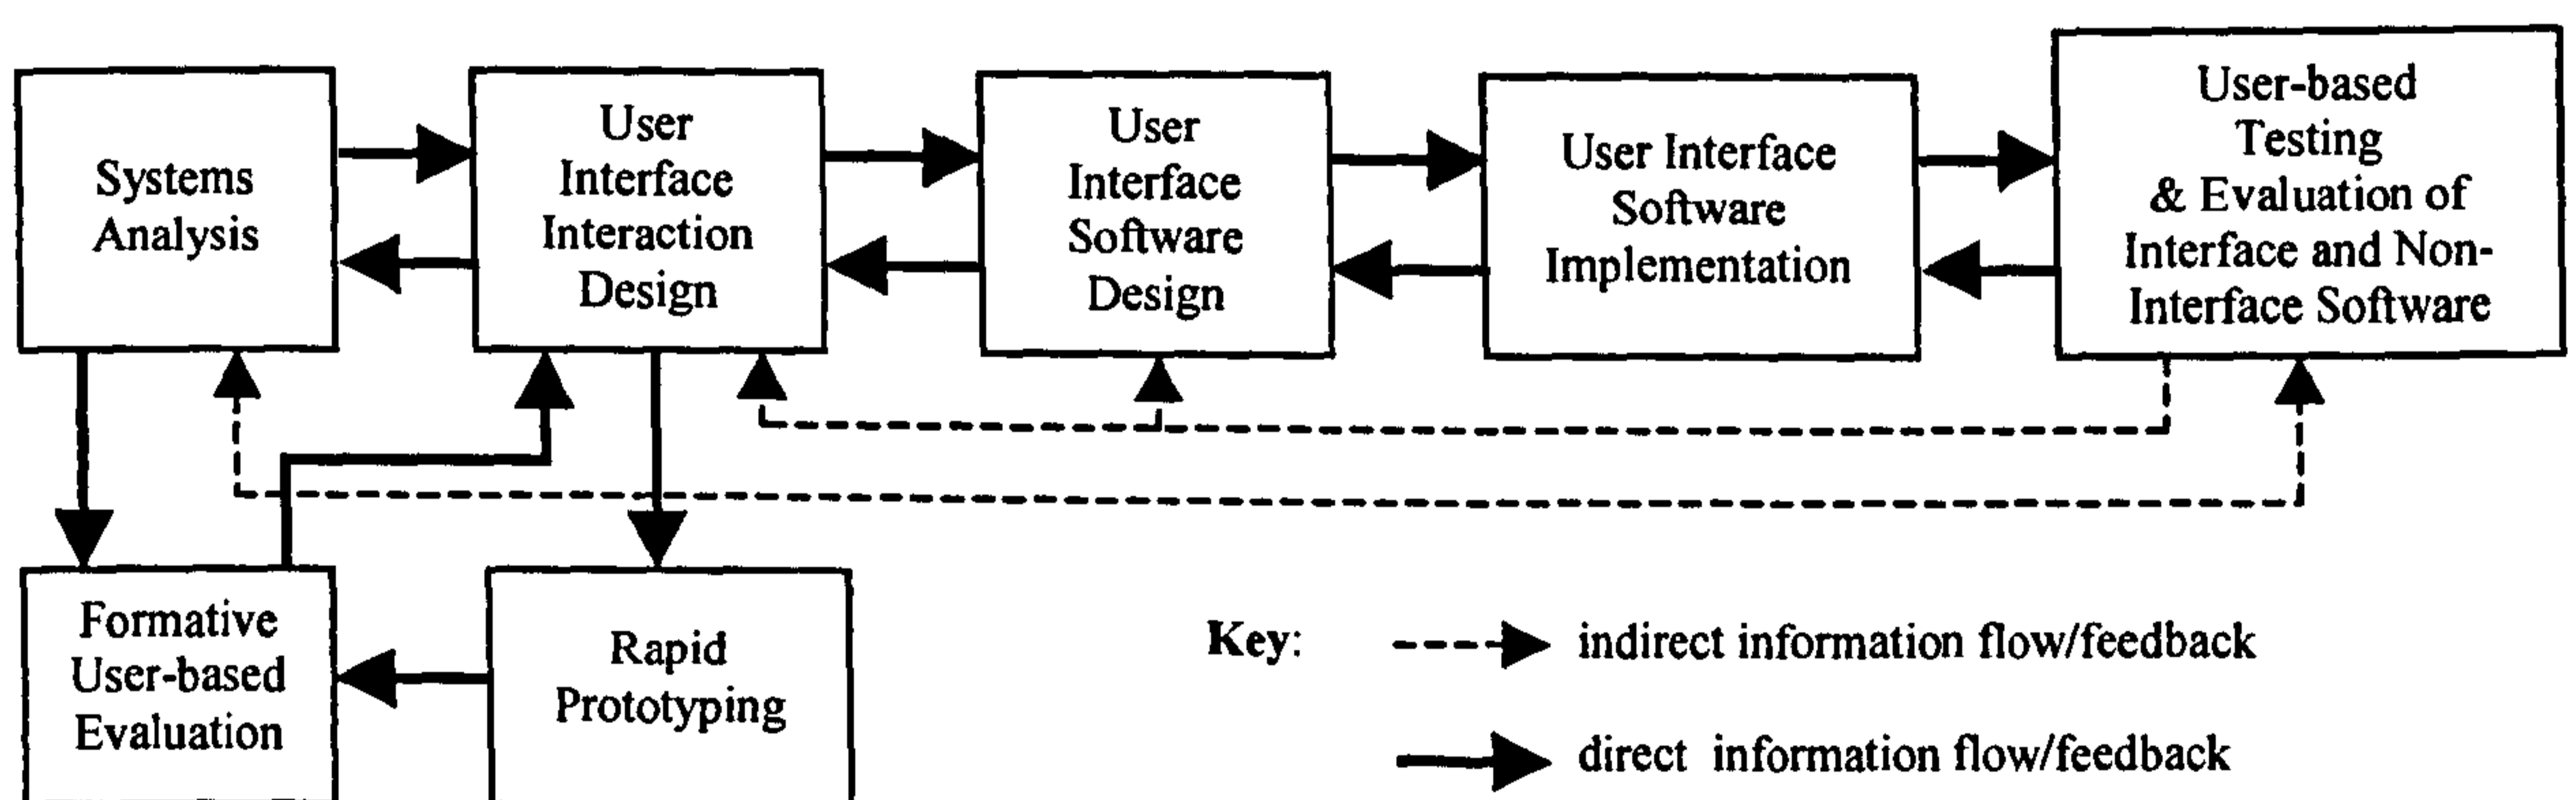 Systems
Analysis
User
Interface
Interaction
Design
User
Interface
Software
Design
User Interface
Software
Implementation
User-based
Testing
& Evaluation of
Interface and Non-
Interface Software
Formative
User-based
Evaluation
Rapid
Prototyping
Key:
indirect information flow/feedback
direct information flow/feedback